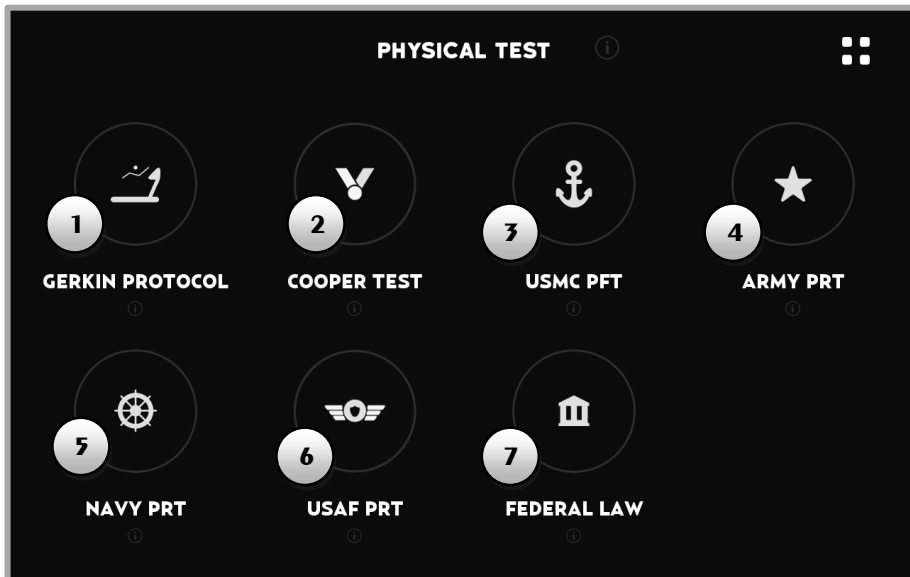 PHYSICAL TEST
1
2
3
4
GERKIN PROTOCOL
COOPER TEST
USMC PFT
ARMY PRT
5
6
7
NAVY PRT
USAF PRT
FEDERAL LAW